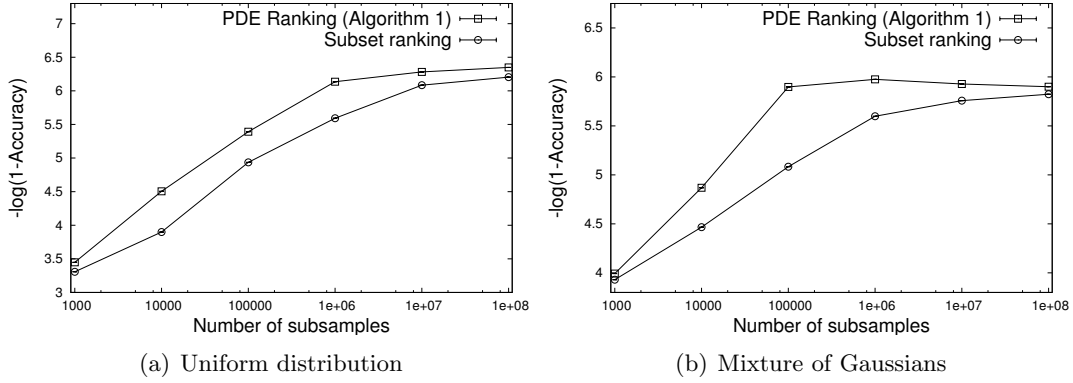 7
6.5
6
5.5
5
4.5
4
3.5
3
-log(1-Accuracy)
PDE Ranking (Algorithm 1)
Subset ranking
1000
10000
100000
1e+06
1e+07
1e+08
Number of subsamples
(a) Uniform distribution
6.5
6
5.5
5
4.5
4
-log(1-Accuracy)
PDE Ranking (Algorithm 1)
Subset ranking
1000
10000
100000
1e+06
1e+07
1e+08
Number of subsamples
(b) Mixture of Gaussians